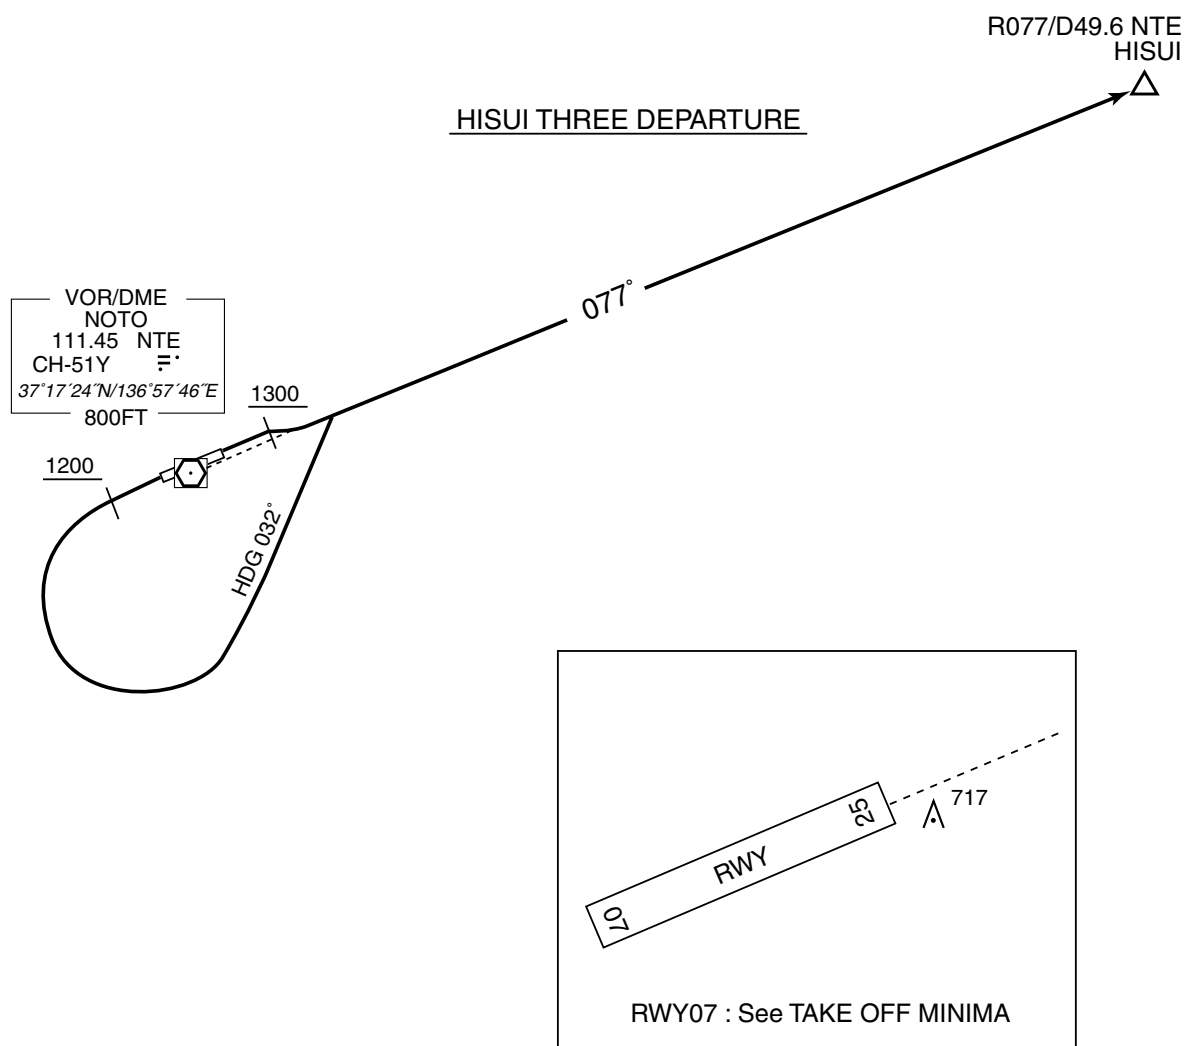 R077/D49.6 NTE
HISUI
HISUI THREE DEPARTURE
077°
VOR/DME
NOTO
111.45 NTE
CH-51Y
37°17´24˝N/136°57´46˝E
800FT
1300
1200
HDG 032°
717
25
RWY
07
RWY07 : See TAKE OFF MINIMA